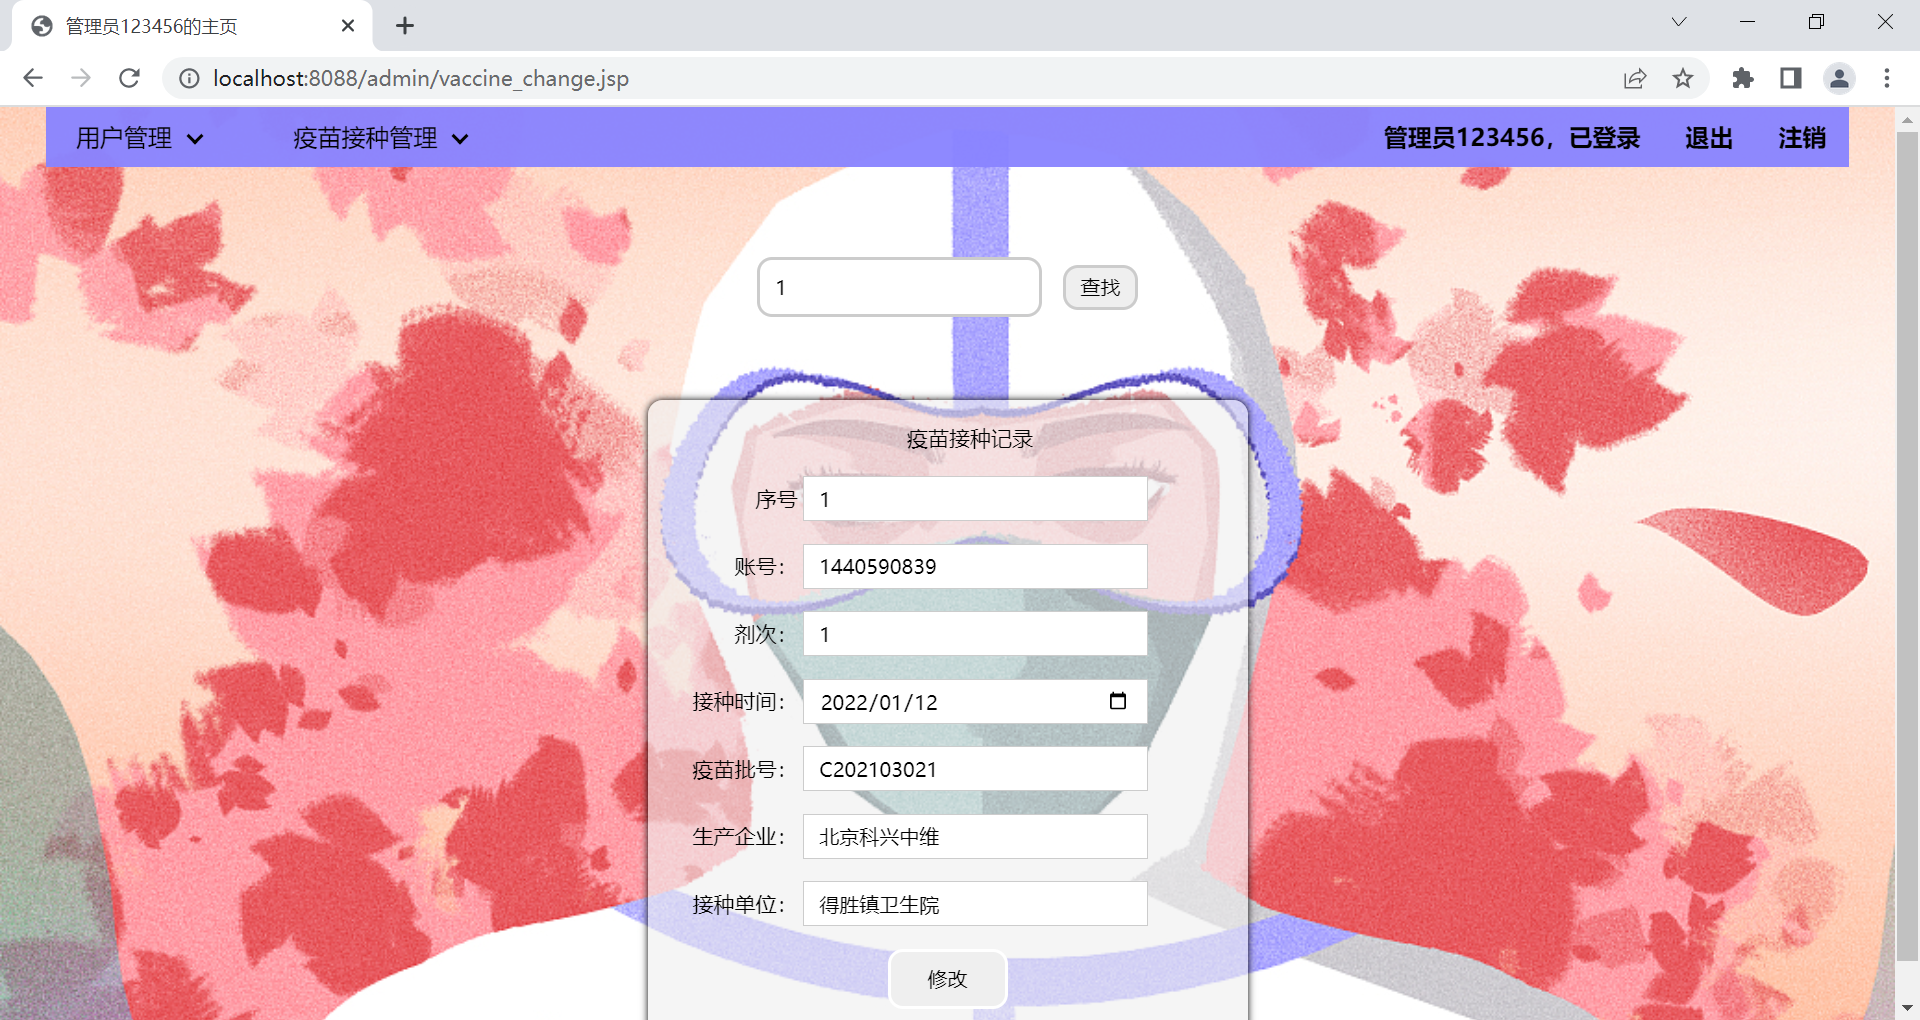 管理员123456的主页
localhost:8088/admin/vaccine_change.jsp
用户管理 疫苗接种管理 管理员123456，已登录 退出 注销
1 查找
疫苗接种记录
序号 1
账号： 1440590839
剂次： 1
接种时间： 2022/01/12
疫苗批号： C202103021
生产企业： 北京科兴中维
接种单位： 得胜镇卫生院
修改